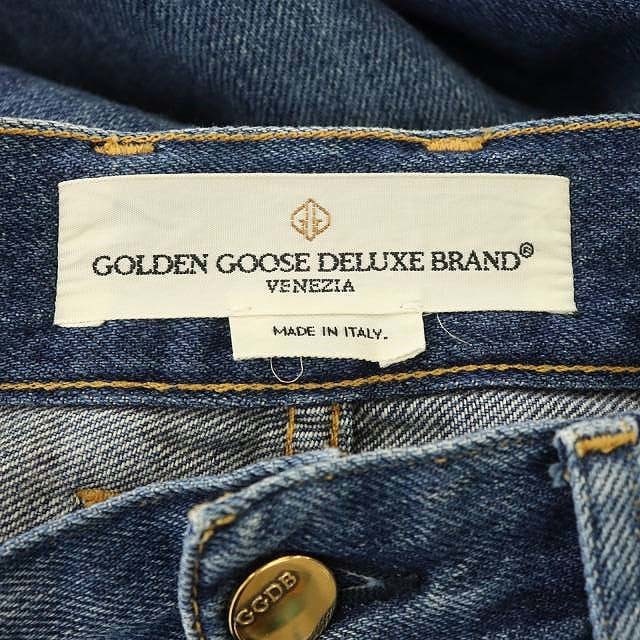 GOLDEN GOOSE DELUXE BRAND®
VENEZIA
MADE IN ITALY.
GGDB